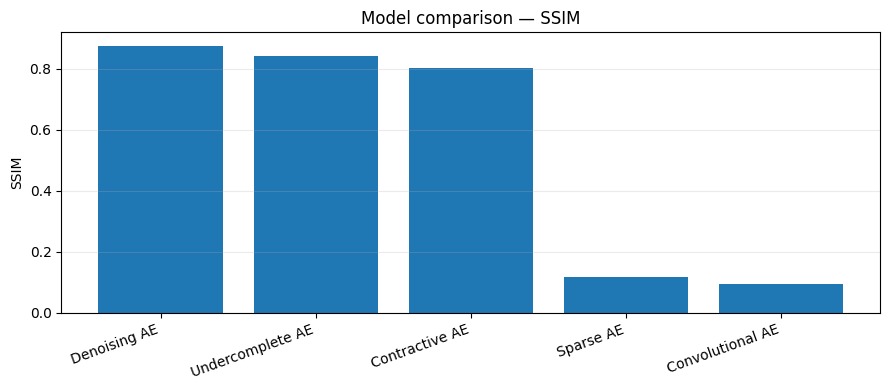 Model comparison — SSIM
SSIM
0.8
0.6
0.4
0.2
0.0
Denoising AE
Undercomplete AE
Contractive AE
Sparse AE
Convolutional AE